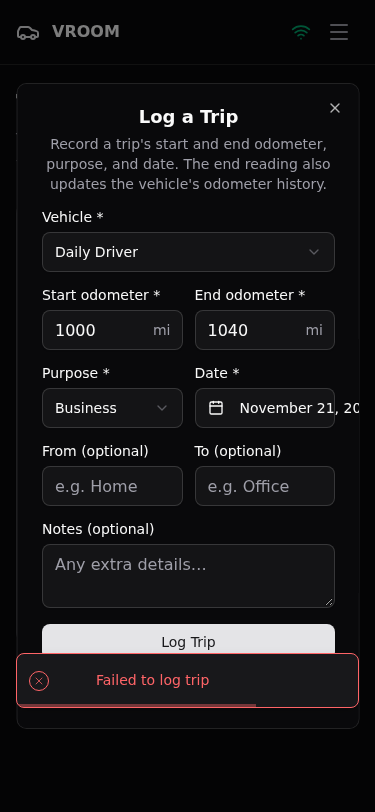 VROOM
Log a Trip
Record a trip's start and end odometer,
purpose, and date. The end reading also
updates the vehicle's odometer history.
Vehicle *
Daily Driver
Start odometer * End odometer *
1000 mi 1040 mi
Purpose * Date *
Business November 21, 20
From (optional) To (optional)
e.g. Home e.g. Office
Notes (optional)
Any extra details...
Log Trip
Failed to log trip